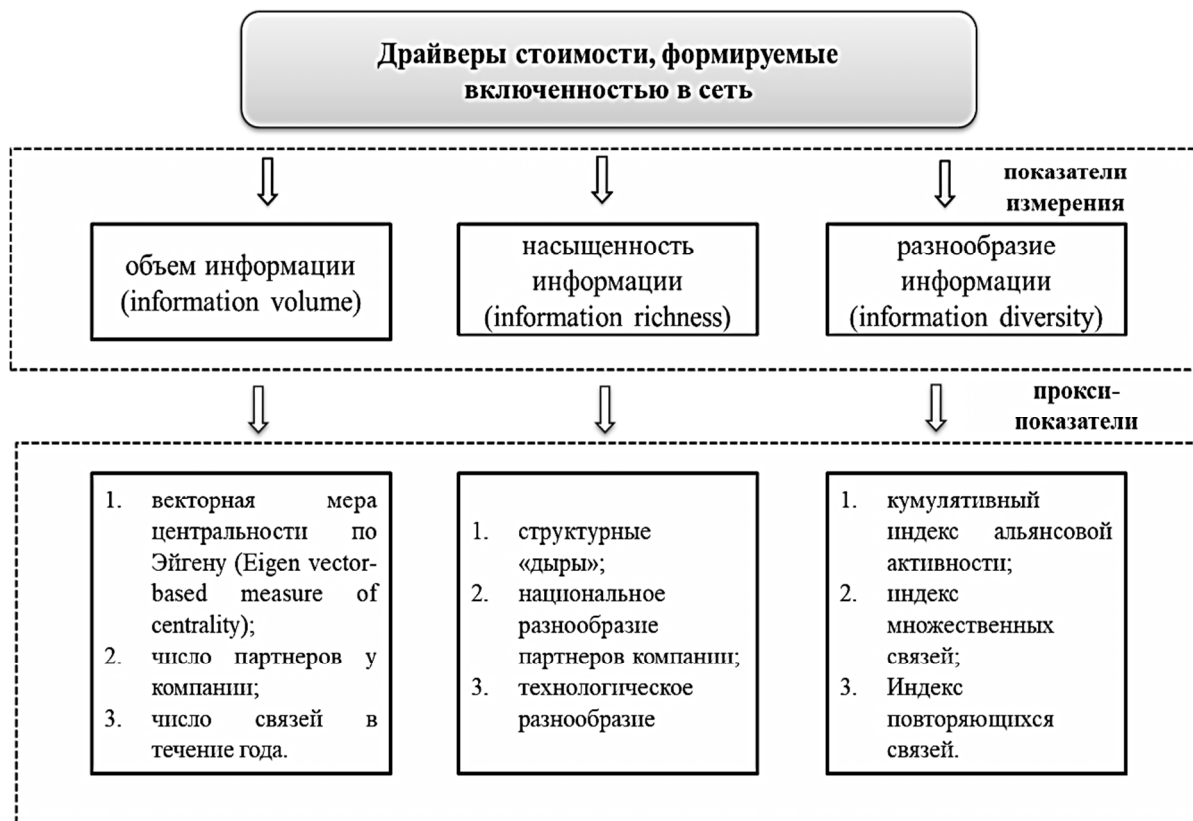 Драйверы стоимости, формируемые
включенностью в сеть
показатели
измерения
объем информации
(information volume)
насыщенность
информации
(information richness)
разнообразие
информации
(information diversity)
прокси-
показатели
1. векторная мера
центральности по
Эйгену (Eigen vector-
based measure of
centrality);
2. число партнеров у
компании;
3. число связей в
течение года.
1. структурные
«дыры»;
2. национальное
разнообразие
партнеров компании;
3. технологическое
разнообразие
1. кумулятивный
индекс альянсовой
активности;
2. индекс
множественных
связей;
3. Индекс
повторяющихся
связей.